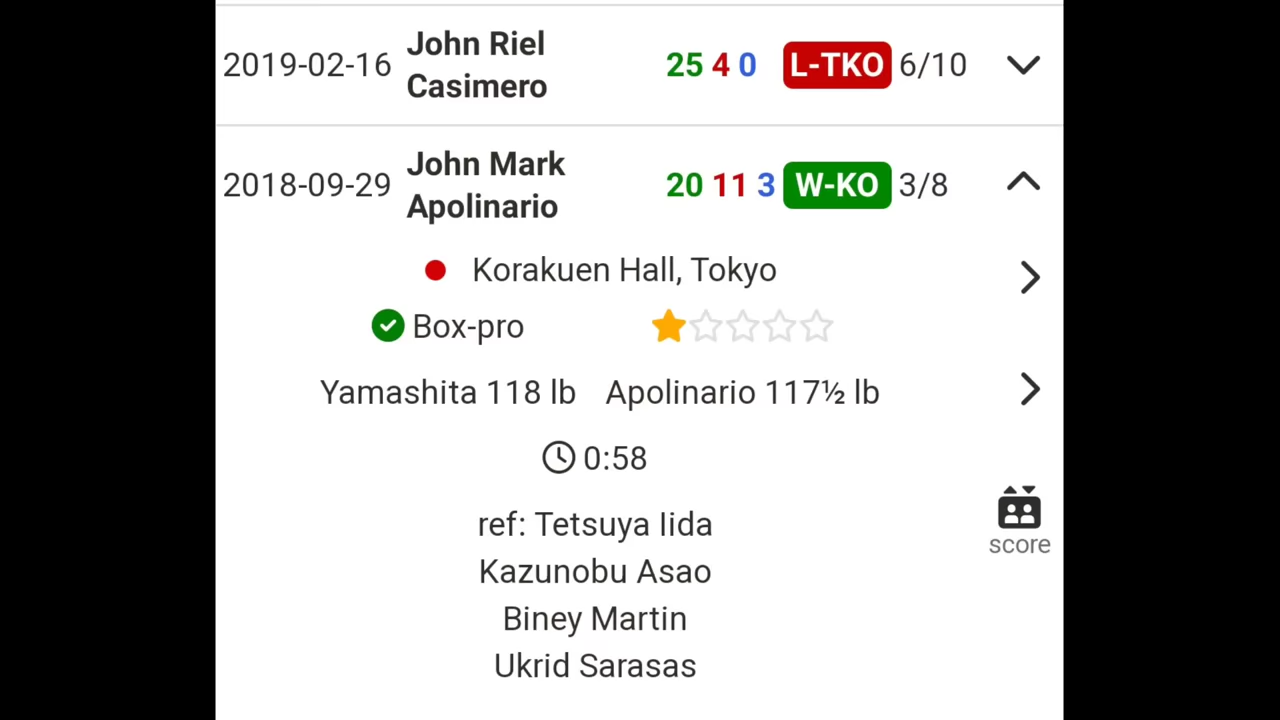 2019-02-16 John Riel Casimero 25 4 0 L-TKO 6/10
2018-09-29 John Mark Apolinario 20 11 3 W-KO 3/8
Korakuen Hall, Tokyo
Box-pro
Yamashita 118 lb Apolinario 117½ lb
0:58
ref: Tetsuya Iida
Kazunobu Asao
Biney Martin
Ukrid Sarasas
score